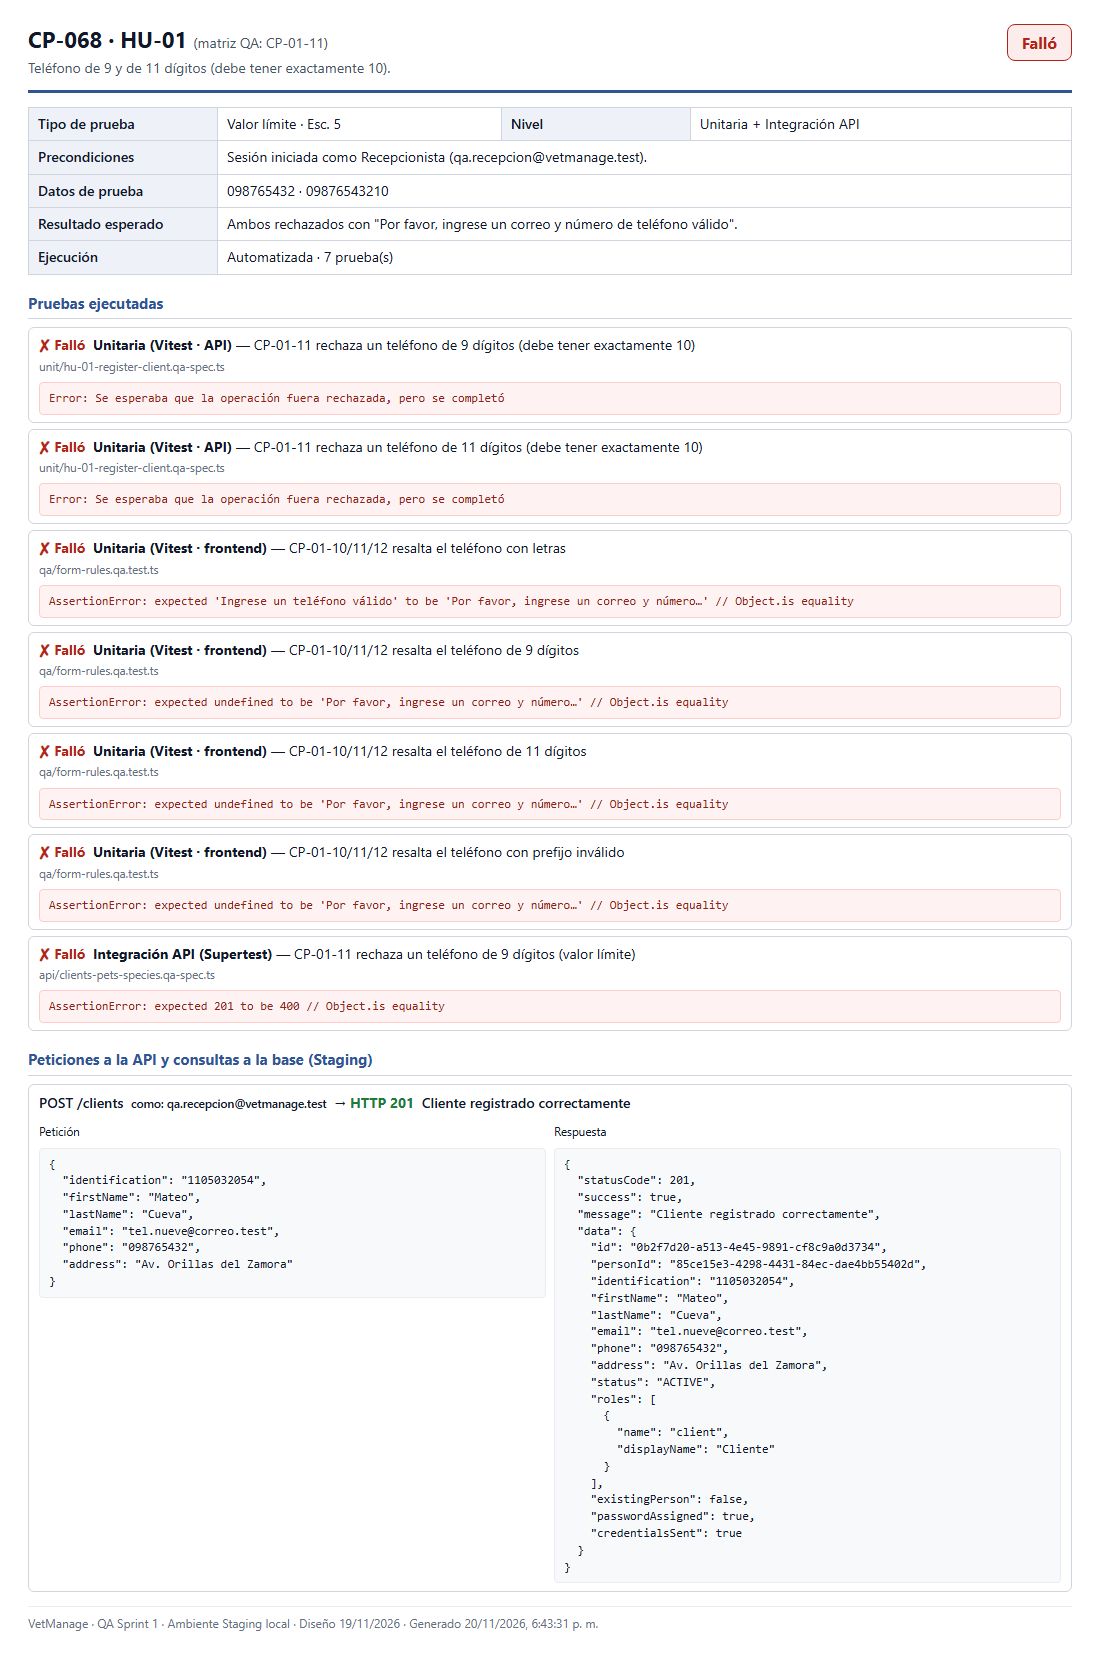 CP-068 · HU-01 (matriz QA: CP-01-11)
Falló
Teléfono de 9 y de 11 dígitos (debe tener exactamente 10).
Tipo de prueba Valor límite · Esc. 5 Nivel Unitaria + Integración API
Precondiciones Sesión iniciada como Recepcionista (qa.recepcion@vetmanage.test).
Datos de prueba 098765432 · 09876543210
Resultado esperado Ambos rechazados con "Por favor, ingrese un correo y número de teléfono válido".
Ejecución Automatizada · 7 prueba(s)
Pruebas ejecutadas
✘ Falló Unitaria (Vitest · API) — CP-01-11 rechaza un teléfono de 9 dígitos (debe tener exactamente 10)
unit/hu-01-register-client.qa-spec.ts
Error: Se esperaba que la operación fuera rechazada, pero se completó
✘ Falló Unitaria (Vitest · API) — CP-01-11 rechaza un teléfono de 11 dígitos (debe tener exactamente 10)
unit/hu-01-register-client.qa-spec.ts
Error: Se esperaba que la operación fuera rechazada, pero se completó
✘ Falló Unitaria (Vitest · frontend) — CP-01-10/11/12 resalta el teléfono con letras
qa/form-rules.qa.test.ts
AssertionError: expected 'Ingrese un teléfono válido' to be 'Por favor, ingrese un correo y número…' // Object.is equality
✘ Falló Unitaria (Vitest · frontend) — CP-01-10/11/12 resalta el teléfono de 9 dígitos
qa/form-rules.qa.test.ts
AssertionError: expected undefined to be 'Por favor, ingrese un correo y número…' // Object.is equality
✘ Falló Unitaria (Vitest · frontend) — CP-01-10/11/12 resalta el teléfono de 11 dígitos
qa/form-rules.qa.test.ts
AssertionError: expected undefined to be 'Por favor, ingrese un correo y número…' // Object.is equality
✘ Falló Unitaria (Vitest · frontend) — CP-01-10/11/12 resalta el teléfono con prefijo inválido
qa/form-rules.qa.test.ts
AssertionError: expected undefined to be 'Por favor, ingrese un correo y número…' // Object.is equality
✘ Falló Integración API (Supertest) — CP-01-11 rechaza un teléfono de 9 dígitos (valor límite)
api/clients-pets-species.qa-spec.ts
AssertionError: expected 201 to be 400 // Object.is equality
Peticiones a la API y consultas a la base (Staging)
POST /clients como: qa.recepcion@vetmanage.test → HTTP 201 Cliente registrado correctamente
Petición
{
"identification": "1105032054",
"firstName": "Mateo",
"lastName": "Cueva",
"email": "tel.nueve@correo.test",
"phone": "098765432",
"address": "Av. Orillas del Zamora"
}
Respuesta
{
"statusCode": 201,
"success": true,
"message": "Cliente registrado correctamente",
"data": {
"id": "0b2f7d20-a513-4e45-9891-cf8c9a0d3734",
"personId": "85ce15e3-4298-4431-84ec-dae4bb55402d",
"identification": "1105032054",
"firstName": "Mateo",
"lastName": "Cueva",
"email": "tel.nueve@correo.test",
"phone": "098765432",
"address": "Av. Orillas del Zamora",
"status": "ACTIVE",
"roles": [
{
"name": "client",
"displayName": "Cliente"
}
],
"existingPerson": false,
"passwordAssigned": true,
"credentialsSent": true
}
}
VetManage · QA Sprint 1 · Ambiente Staging local · Diseño 19/11/2026 · Generado 20/11/2026, 6:43:31 p. m.